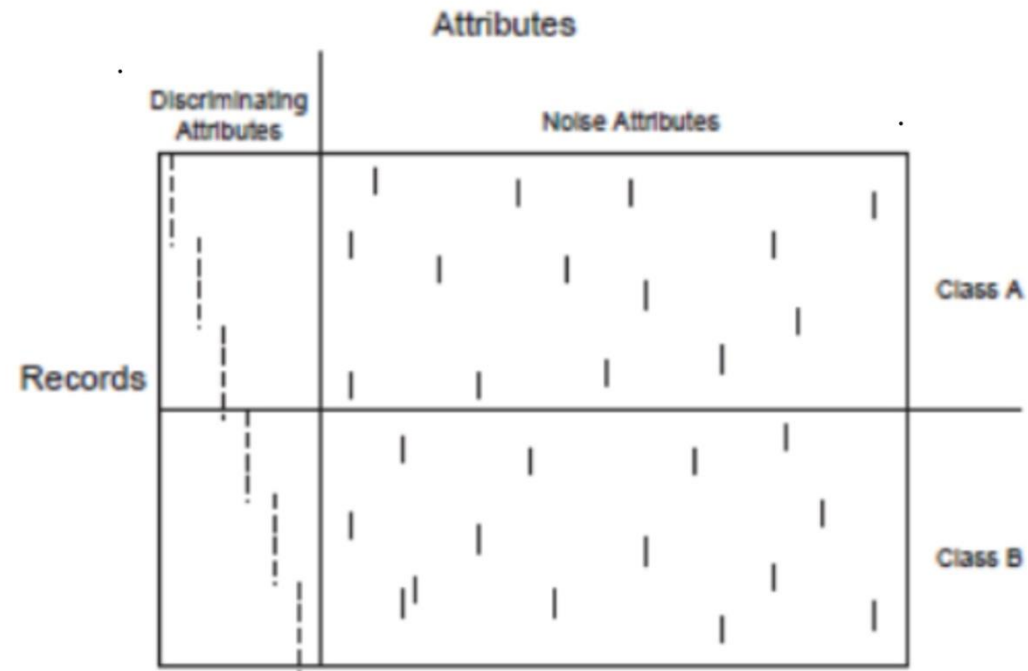 Attributes
Discriminating
Attributes
Noise Attributes
Class A
Records
Class B